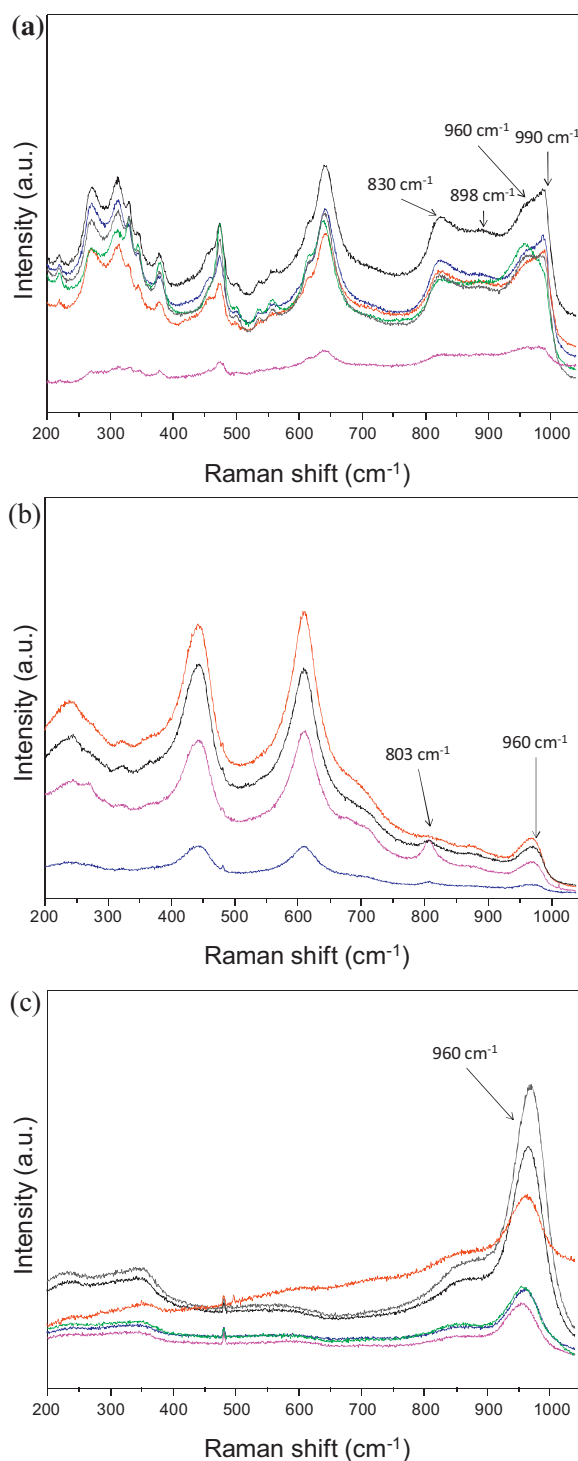 (a)
960 cm-1
990 cm-1
830 cm-1
898 cm-1
Intensity (a.u.)
200 300 400 500 600 700 800 900 1000
Raman shift (cm-1)
(b)
803 cm-1
960 cm-1
Intensity (a.u.)
200 300 400 500 600 700 800 900 1000
Raman shift (cm-1)
(c)
960 cm-1
Intensity (a.u.)
200 300 400 500 600 700 800 900 1000
Raman shift (cm-1)